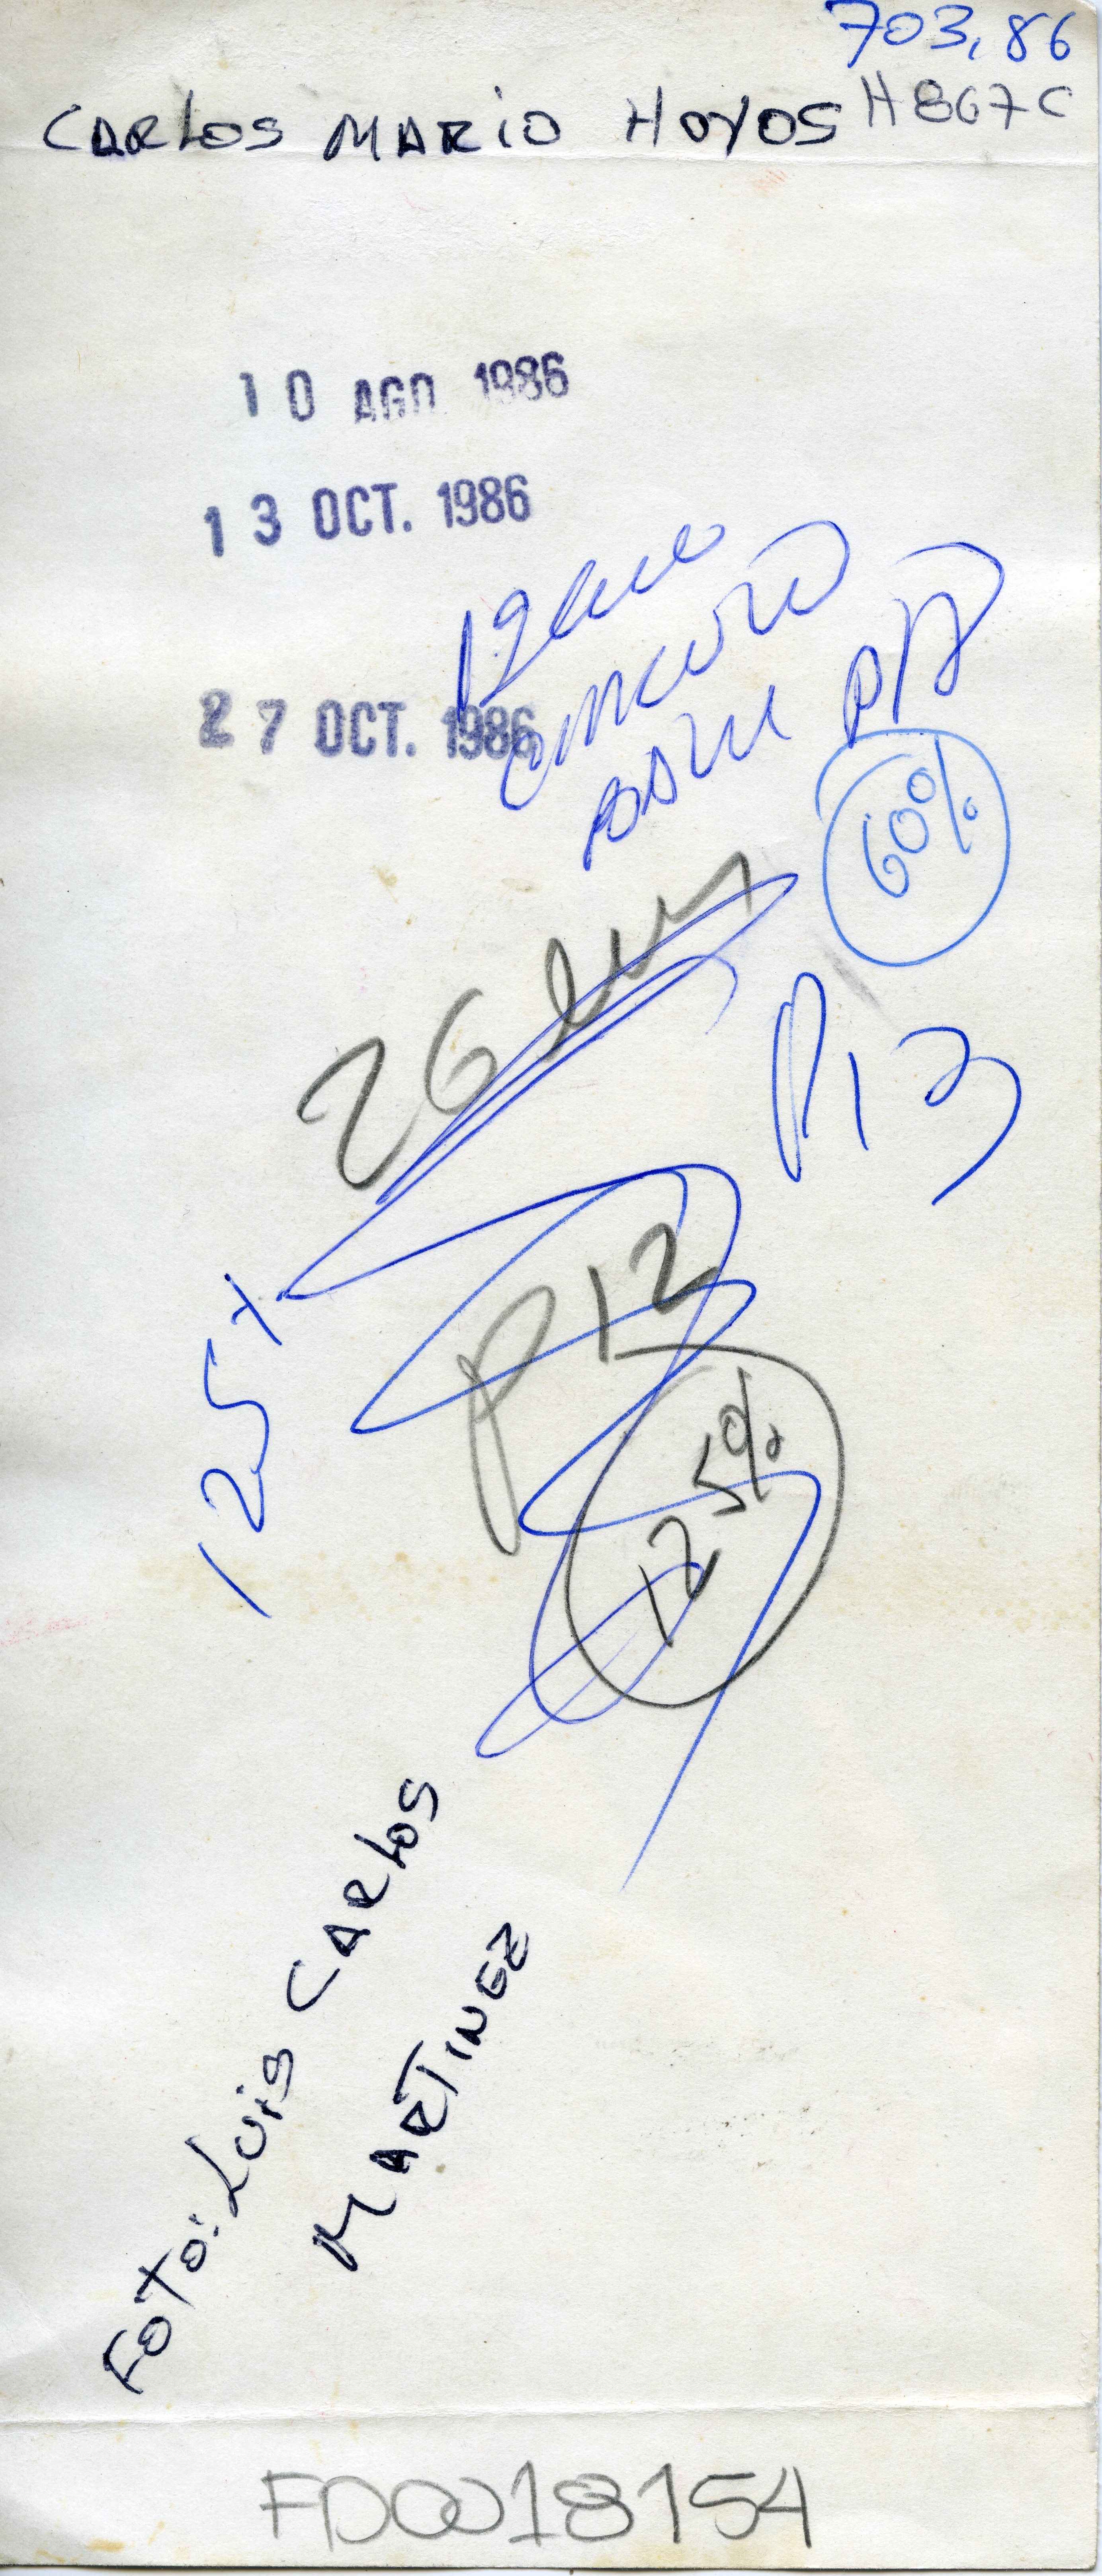 703,86
CARLOS MARIO HOYOS H867C
10 AGO 1986
13 OCT. 1986
27 OCT. 1986
60%
26
P13
P12
125%
125%
Foto: LUIS CARLOS
MARTINEZ
FD0018154